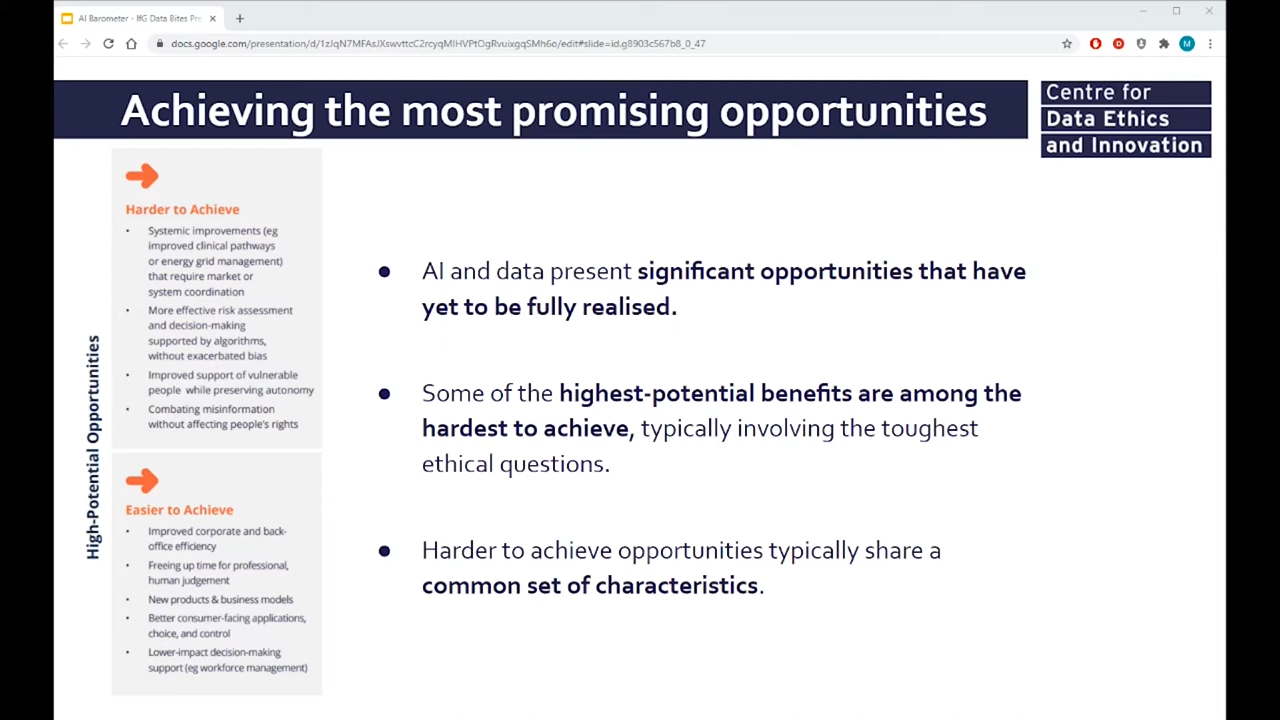 AI Barometer - IfG Data Bites Pre
docs.google.com/presentation/d/1zJqN7MFAsJXswvttcC2rcyqMIHVPtOgRvuixgqSMh6o/edit#slide=id.g8903c567b8_0_47
Achieving the most promising opportunities
Centre for
Data Ethics
and Innovation
High-Potential Opportunities
Harder to Achieve
• Systemic improvements (eg
improved clinical pathways
or energy grid management)
that require market or
system coordination
• More effective risk assessment
and decision-making
supported by algorithms,
without exacerbated bias
• Improved support of vulnerable
people while preserving autonomy
• Combating misinformation
without affecting people's rights
Easier to Achieve
• Improved corporate and back-
office efficiency
• Freeing up time for professional,
human judgement
• New products & business models
• Better consumer-facing applications,
choice, and control
• Lower-impact decision-making
support (eg workforce management)
● AI and data present significant opportunities that have
yet to be fully realised.
● Some of the highest-potential benefits are among the
hardest to achieve, typically involving the toughest
ethical questions.
● Harder to achieve opportunities typically share a
common set of characteristics.